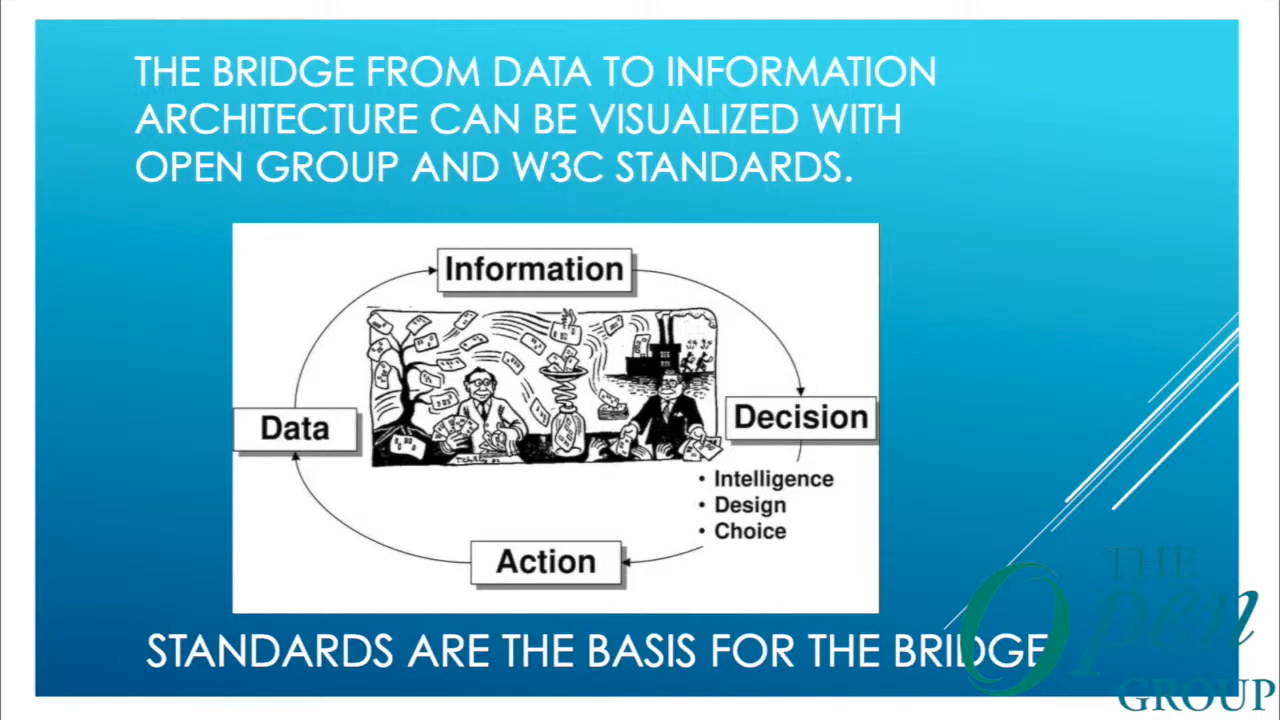 THE BRIDGE FROM DATA TO INFORMATION
ARCHITECTURE CAN BE VISUALIZED WITH
OPEN GROUP AND W3C STANDARDS.
Information
Data
Decision
• Intelligence
• Design
• Choice
Action
STANDARDS ARE THE BASIS FOR THE BRIDGE
THE
Open
GROUP